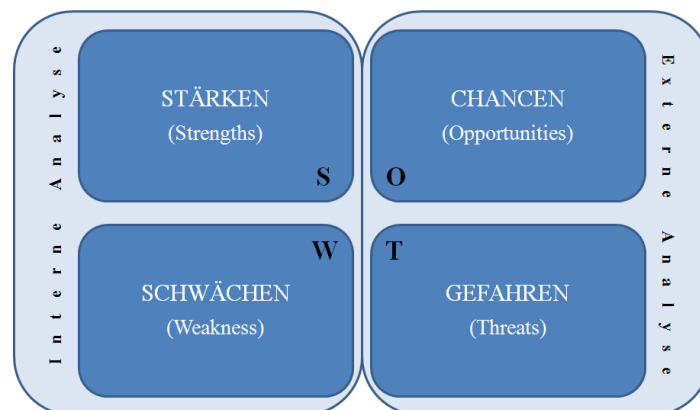 Interne Analyse
STÄRKEN
(Strengths)
S
CHANCEN
(Opportunities)
O
SCHWÄCHEN
(Weakness)
W
GEFAHREN
(Threats)
T
Externe Analyse